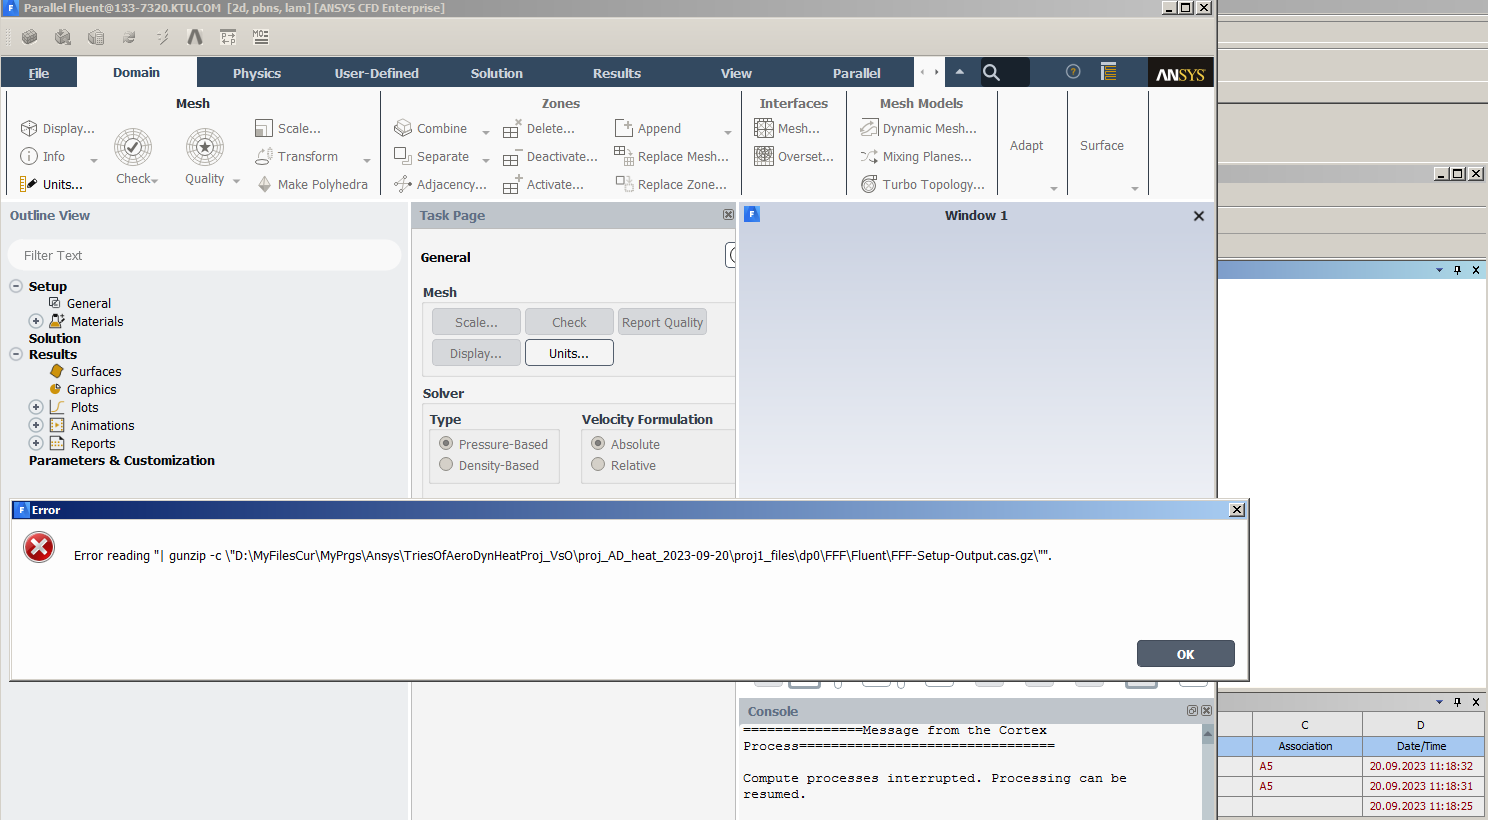 Parallel Fluent@133-7320.KTU.COM [2d, pbns, lam] [ANSYS CFD Enterprise]
File
Domain
Physics
User-Defined
Solution
Results
View
Parallel
ANSYS
Mesh
Display...
Info
Units...
Check
Quality
Scale...
Transform
Make Polyhedra
Zones
Combine
Separate
Adjacency...
Delete...
Deactivate...
Activate...
Append
Replace Mesh...
Replace Zone...
Interfaces
Mesh...
Overset...
Mesh Models
Dynamic Mesh...
Mixing Planes...
Turbo Topology...
Adapt
Surface
Outline View
Filter Text
Setup
General
Materials
Solution
Results
Surfaces
Graphics
Plots
Animations
Reports
Parameters & Customization
Task Page
General
Mesh
Scale...
Check
Report Quality
Display...
Units...
Solver
Type
Pressure-Based
Density-Based
Velocity Formulation
Absolute
Relative
Window 1
Error
Error reading "| gunzip -c \"D:\MyFilesCur\MyPrgs\Ansys\TriesOfAeroDynHeatProj_VsO\proj_AD_heat_2023-09-20\proj1_files\dp0\FFF\Fluent\FFF-Setup-Output.cas.gz\"".
OK
Console
===============Message from the Cortex
Process================================
Compute processes interrupted. Processing can be
resumed.
C D
Association Date/Time
A5 20.09.2023 11:18:32
A5 20.09.2023 11:18:31
20.09.2023 11:18:25